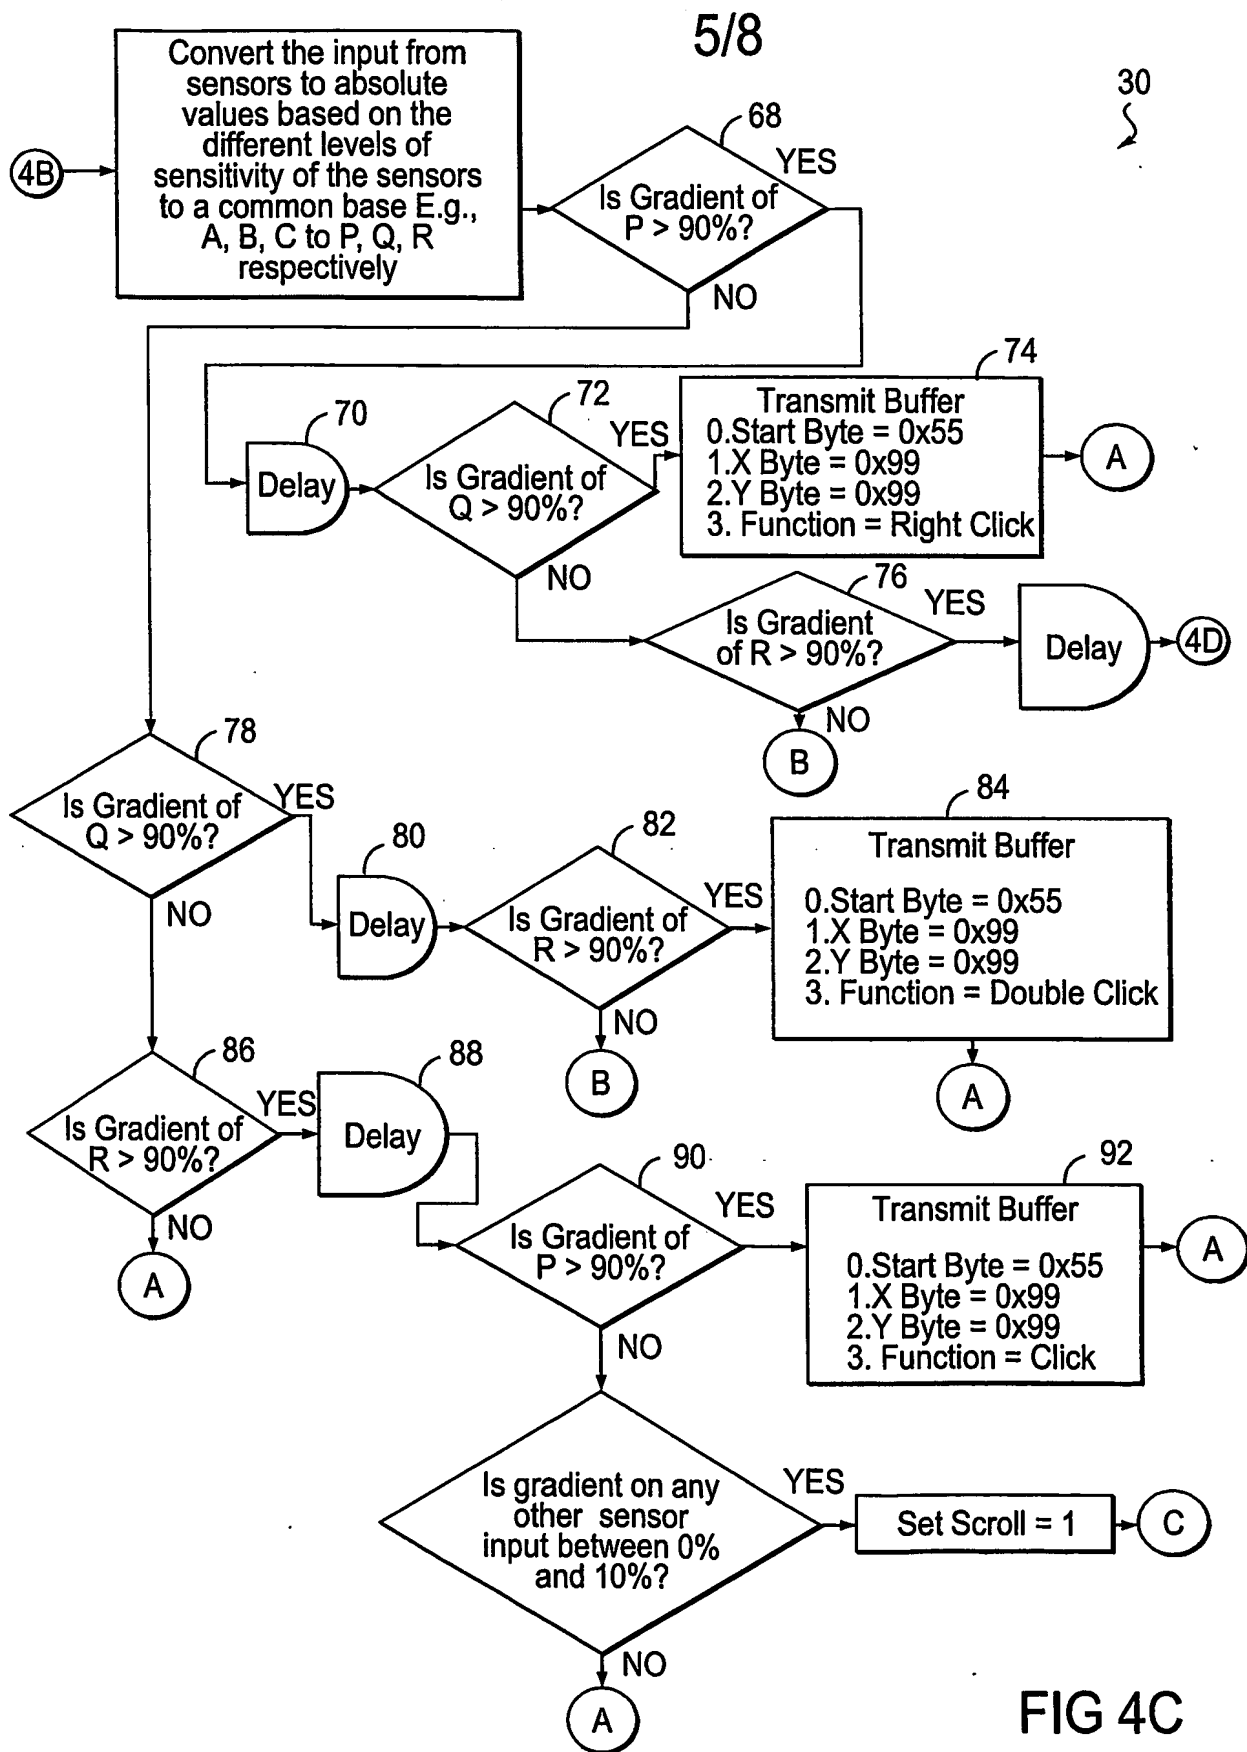 5/8
30
4B
Convert the input from
sensors to absolute
values based on the
different levels of
sensitivity of the sensors
to a common base E.g.,
A, B, C to P, Q, R
respectively
68
Is Gradient of
P > 90%?
YES
NO
70
Delay
72
Is Gradient of
Q > 90%?
YES
NO
74
Transmit Buffer
0.Start Byte = 0x55
1.X Byte = 0x99
2.Y Byte = 0x99
3. Function = Right Click
A
76
Is Gradient
of R > 90%?
YES
NO
Delay
4D
B
78
Is Gradient of
Q > 90%?
YES
NO
80
Delay
82
Is Gradient of
R > 90%?
YES
NO
B
84
Transmit Buffer
0.Start Byte = 0x55
1.X Byte = 0x99
2.Y Byte = 0x99
3. Function = Double Click
A
86
Is Gradient of
R > 90%?
YES
NO
A
88
Delay
90
Is Gradient of
P > 90%?
YES
NO
92
Transmit Buffer
0.Start Byte = 0x55
1.X Byte = 0x99
2.Y Byte = 0x99
3. Function = Click
A
Is gradient on any
other sensor
input between 0%
and 10%?
YES
NO
Set Scroll = 1
C
A
FIG 4C